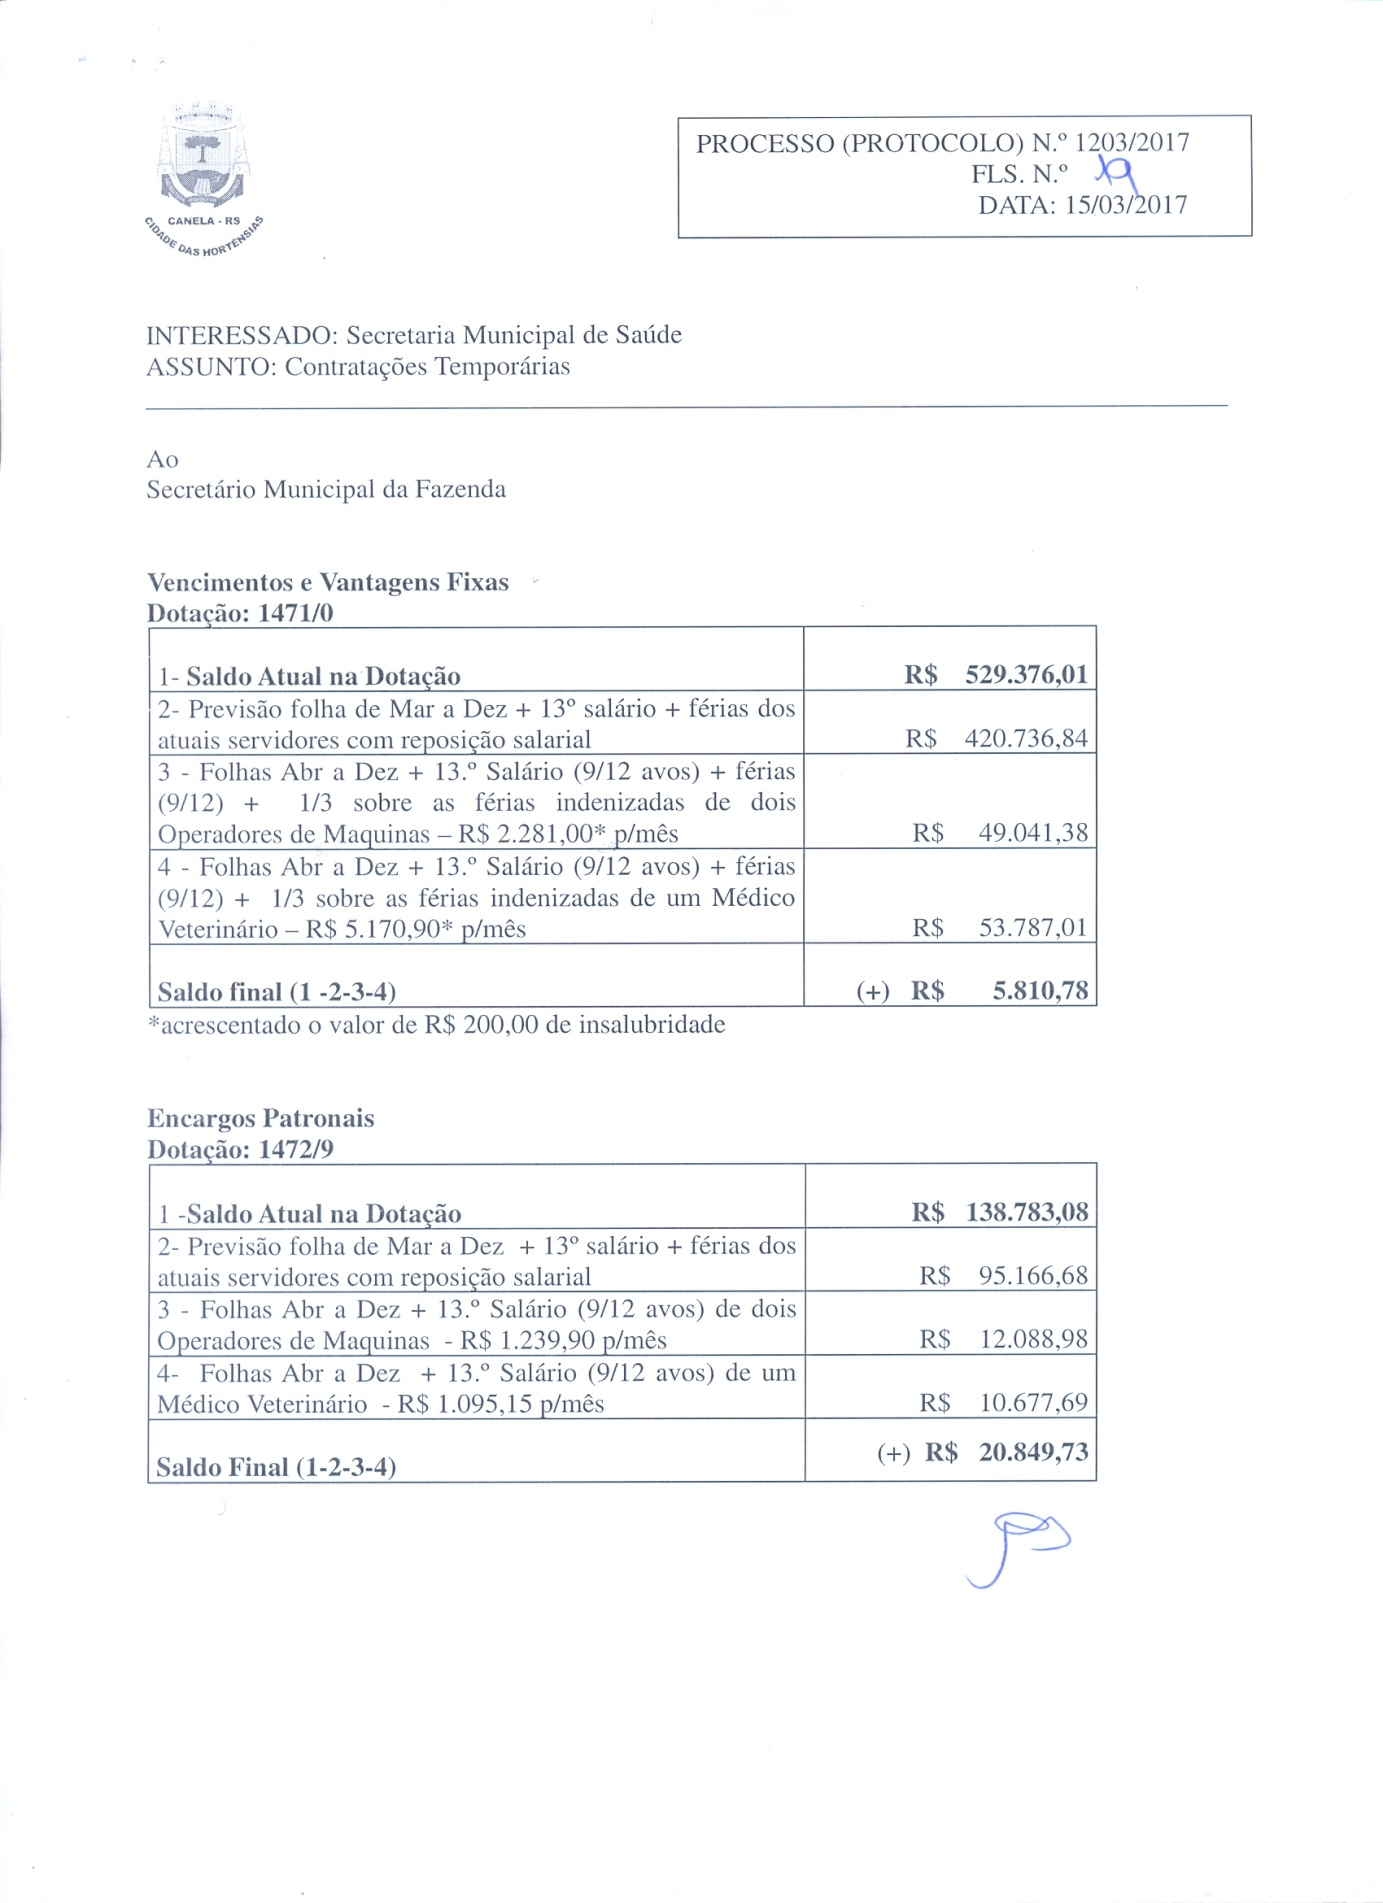 CANELA - RS
CIDADE DAS HORTÊNSIAS
PROCESSO (PROTOCOLO) N.º 1203/2017
FLS. N.º 19
DATA: 15/03/2017
INTERESSADO: Secretaria Municipal de Saúde
ASSUNTO: Contratações Temporárias
Ao
Secretário Municipal da Fazenda
Vencimentos e Vantagens Fixas
Dotação: 1471/0
1- Saldo Atual na Dotação R$ 529.376,01
2- Previsão folha de Mar a Dez + 13º salário + férias dos
atuais servidores com reposição salarial R$ 420.736,84
3 - Folhas Abr a Dez + 13.º Salário (9/12 avos) + férias
(9/12) + 1/3 sobre as férias indenizadas de dois
Operadores de Maquinas – R$ 2.281,00* p/mês R$ 49.041,38
4 - Folhas Abr a Dez + 13.º Salário (9/12 avos) + férias
(9/12) + 1/3 sobre as férias indenizadas de um Médico
Veterinário – R$ 5.170,90* p/mês R$ 53.787,01
Saldo final (1 -2-3-4) (+) R$ 5.810,78
*acrescentado o valor de R$ 200,00 de insalubridade
Encargos Patronais
Dotação: 1472/9
1 -Saldo Atual na Dotação R$ 138.783,08
2- Previsão folha de Mar a Dez + 13º salário + férias dos
atuais servidores com reposição salarial R$ 95.166,68
3 - Folhas Abr a Dez + 13.º Salário (9/12 avos) de dois
Operadores de Maquinas - R$ 1.239,90 p/mês R$ 12.088,98
4- Folhas Abr a Dez + 13.º Salário (9/12 avos) de um
Médico Veterinário - R$ 1.095,15 p/mês R$ 10.677,69
Saldo Final (1-2-3-4) (+) R$ 20.849,73